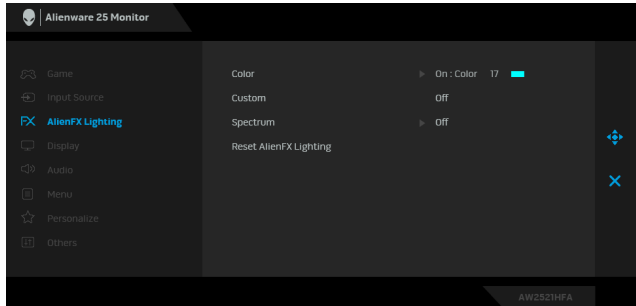 Alienware 25 Monitor
Game
Input Source
FX AlienFX Lighting
Display
Audio
Menu
Personalize
Others
Color On : Color 17
Custom Off
Spectrum Off
Reset AlienFX Lighting
AW2521HFA